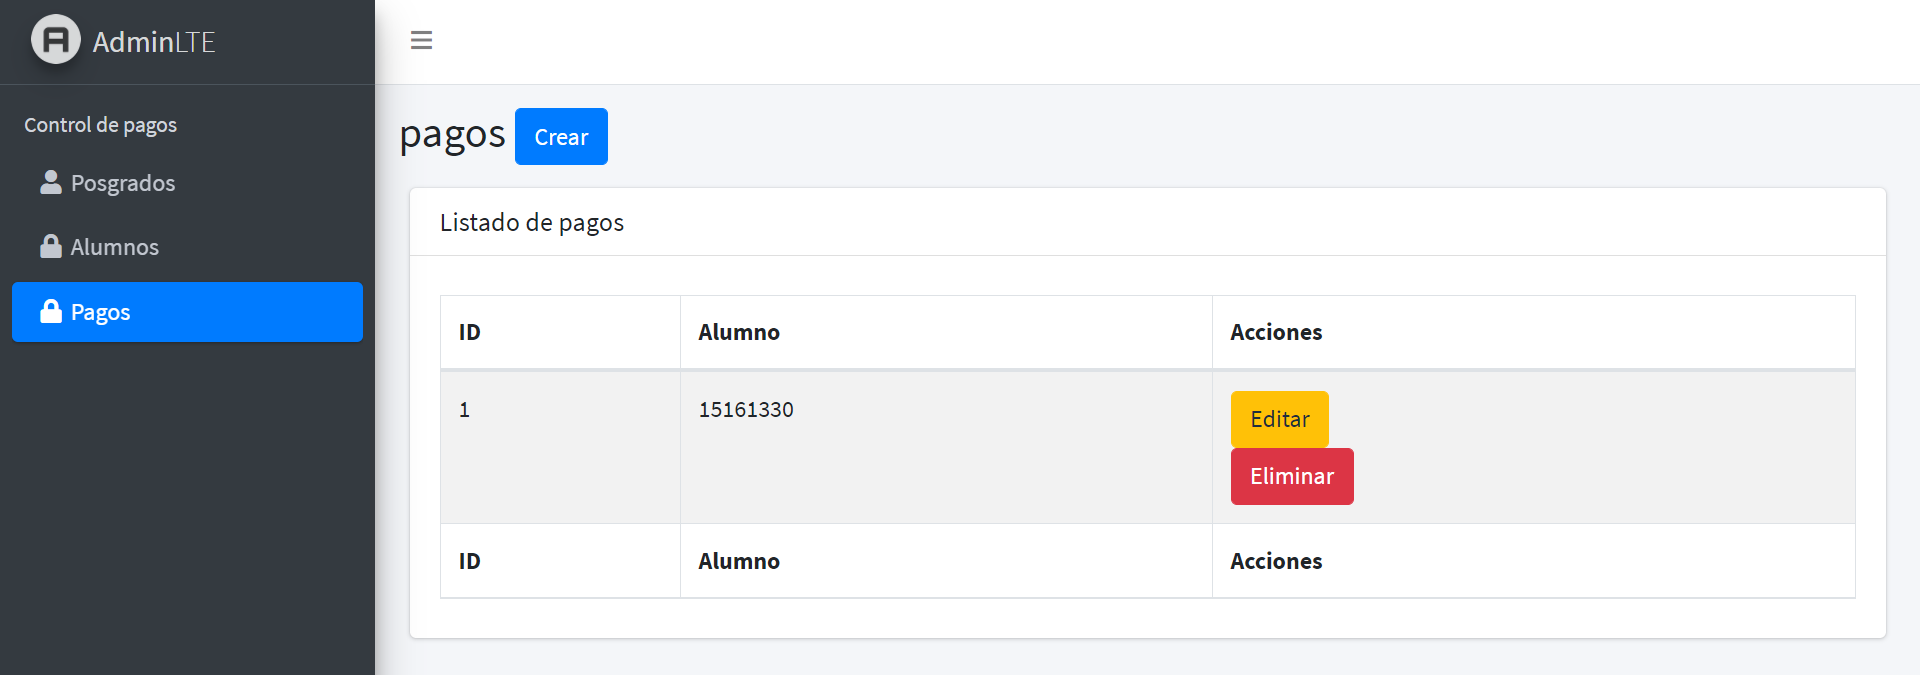 AdminLTE
Control de pagos
Posgrados
Alumnos
Pagos
pagos Crear
Listado de pagos
ID Alumno Acciones
1 15161330 Editar
Eliminar
ID Alumno Acciones